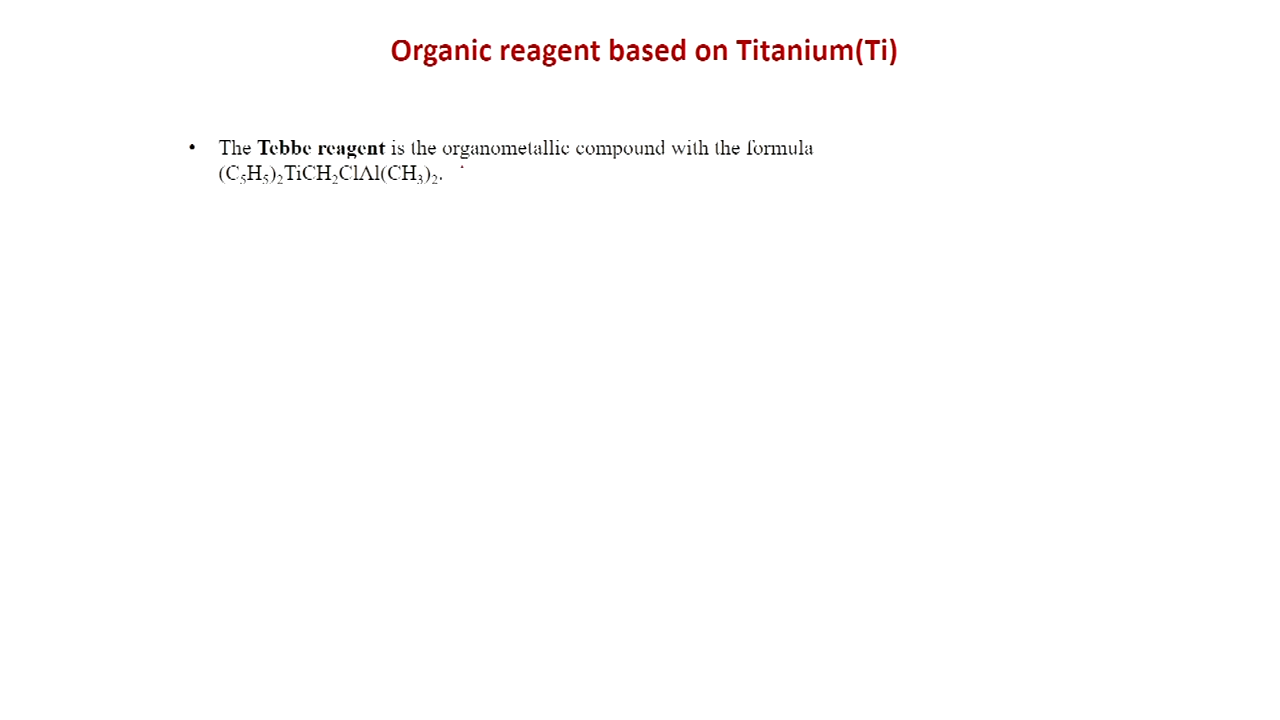 Organic reagent based on Titanium(Ti)
• The Tebbe reagent is the organometallic compound with the formula
(C₅H₅)₂TiCH₂ClAl(CH₃)₂.